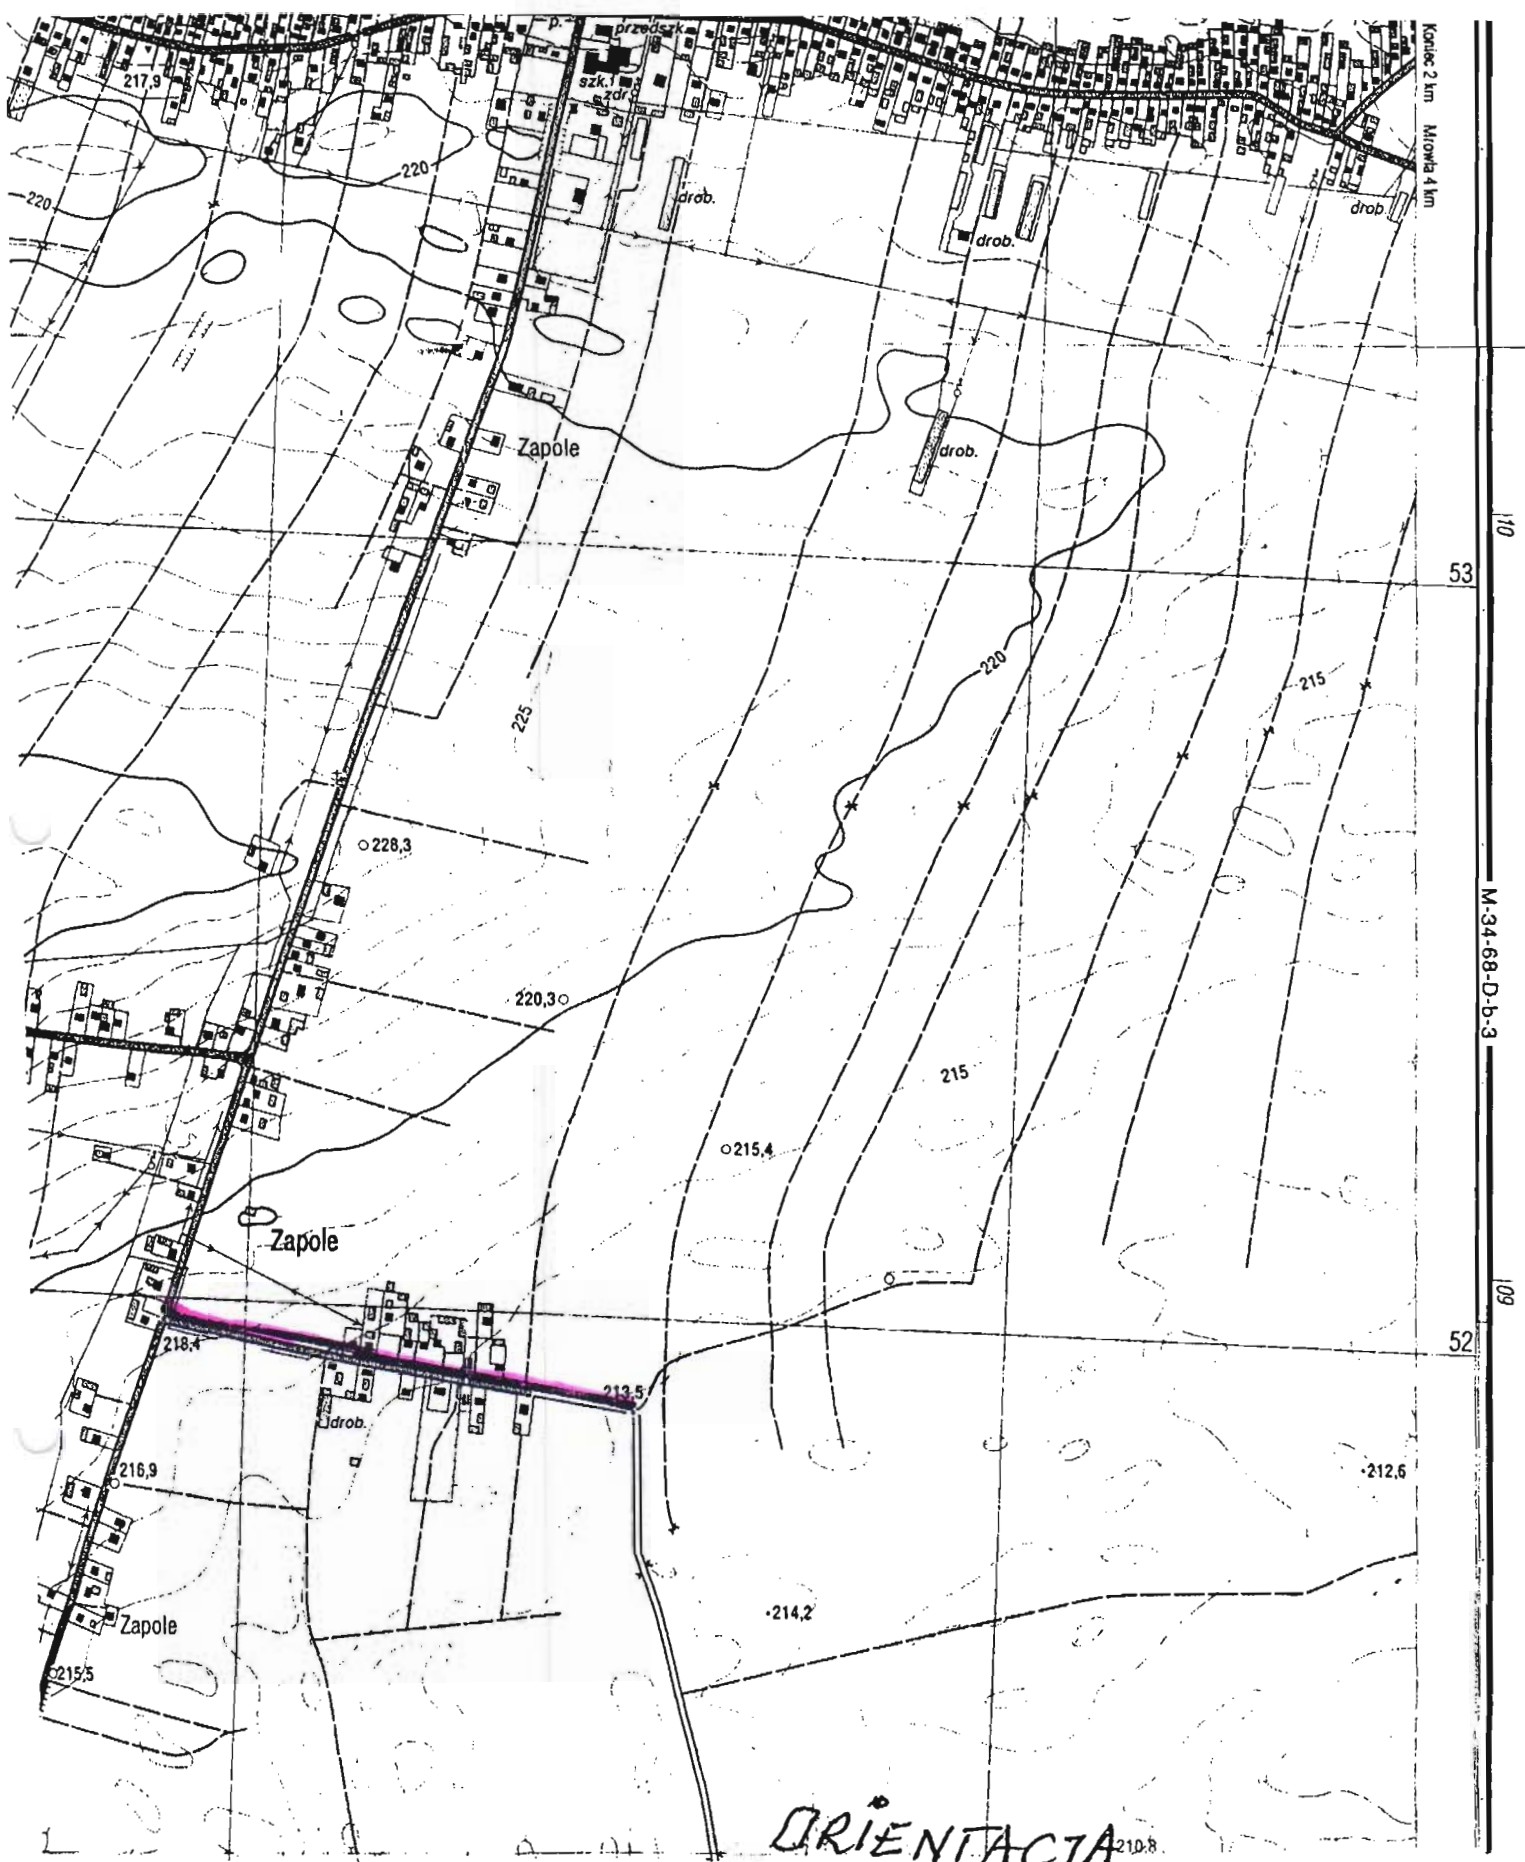 p.
przedszk.
szk.
zdr.
217,9
220
220
drob.
drob.
drob.
Koniec 2 km
Mrowla 4 km
Zapole
drob.
10
53
220
215
225
228,3
M-34-68-D-b-3
220,3
215
215,4
Zapole
09
52
218,4
213,5
drob.
216,9
212,6
214,2
Zapole
215,5
ORIENTACJA
210,8